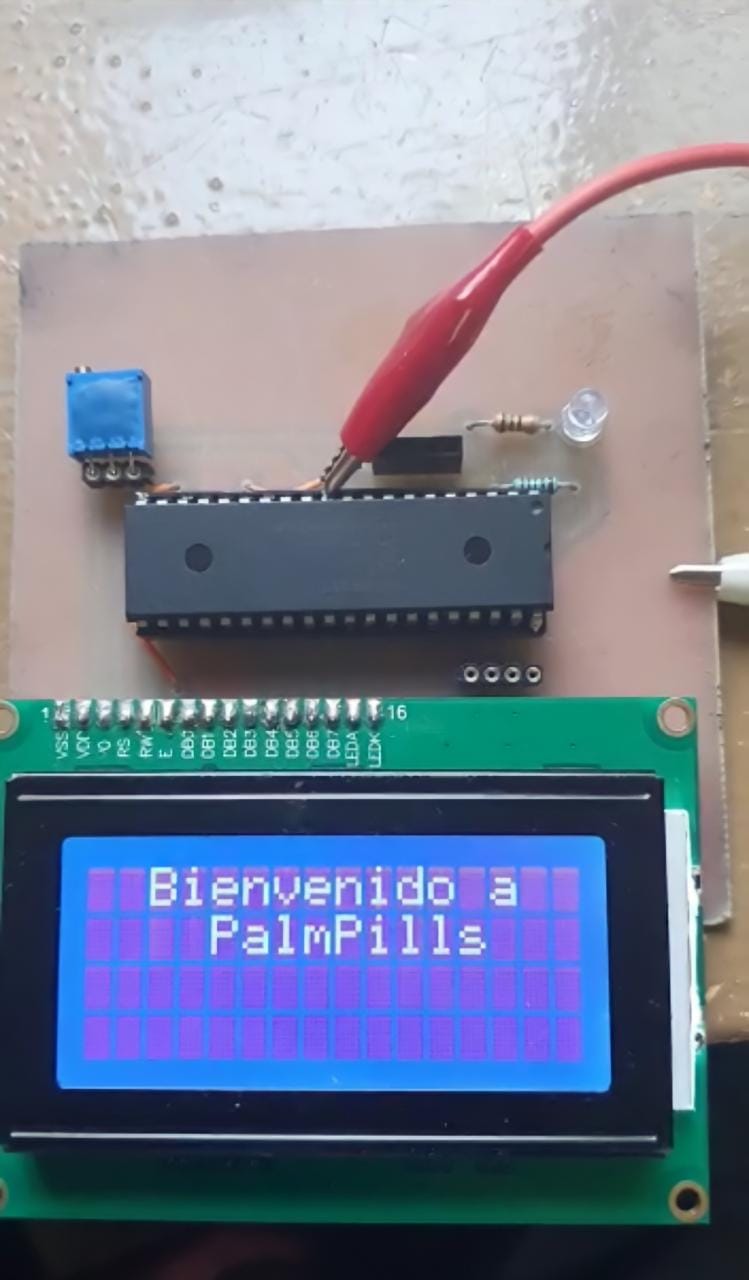 1 16
VSS VDD VO RS RW E DB0 DB1 DB2 DB3 DB4 DB5 DB6 DB7 LEDA LEDK
Bienvenido a
PalmPills